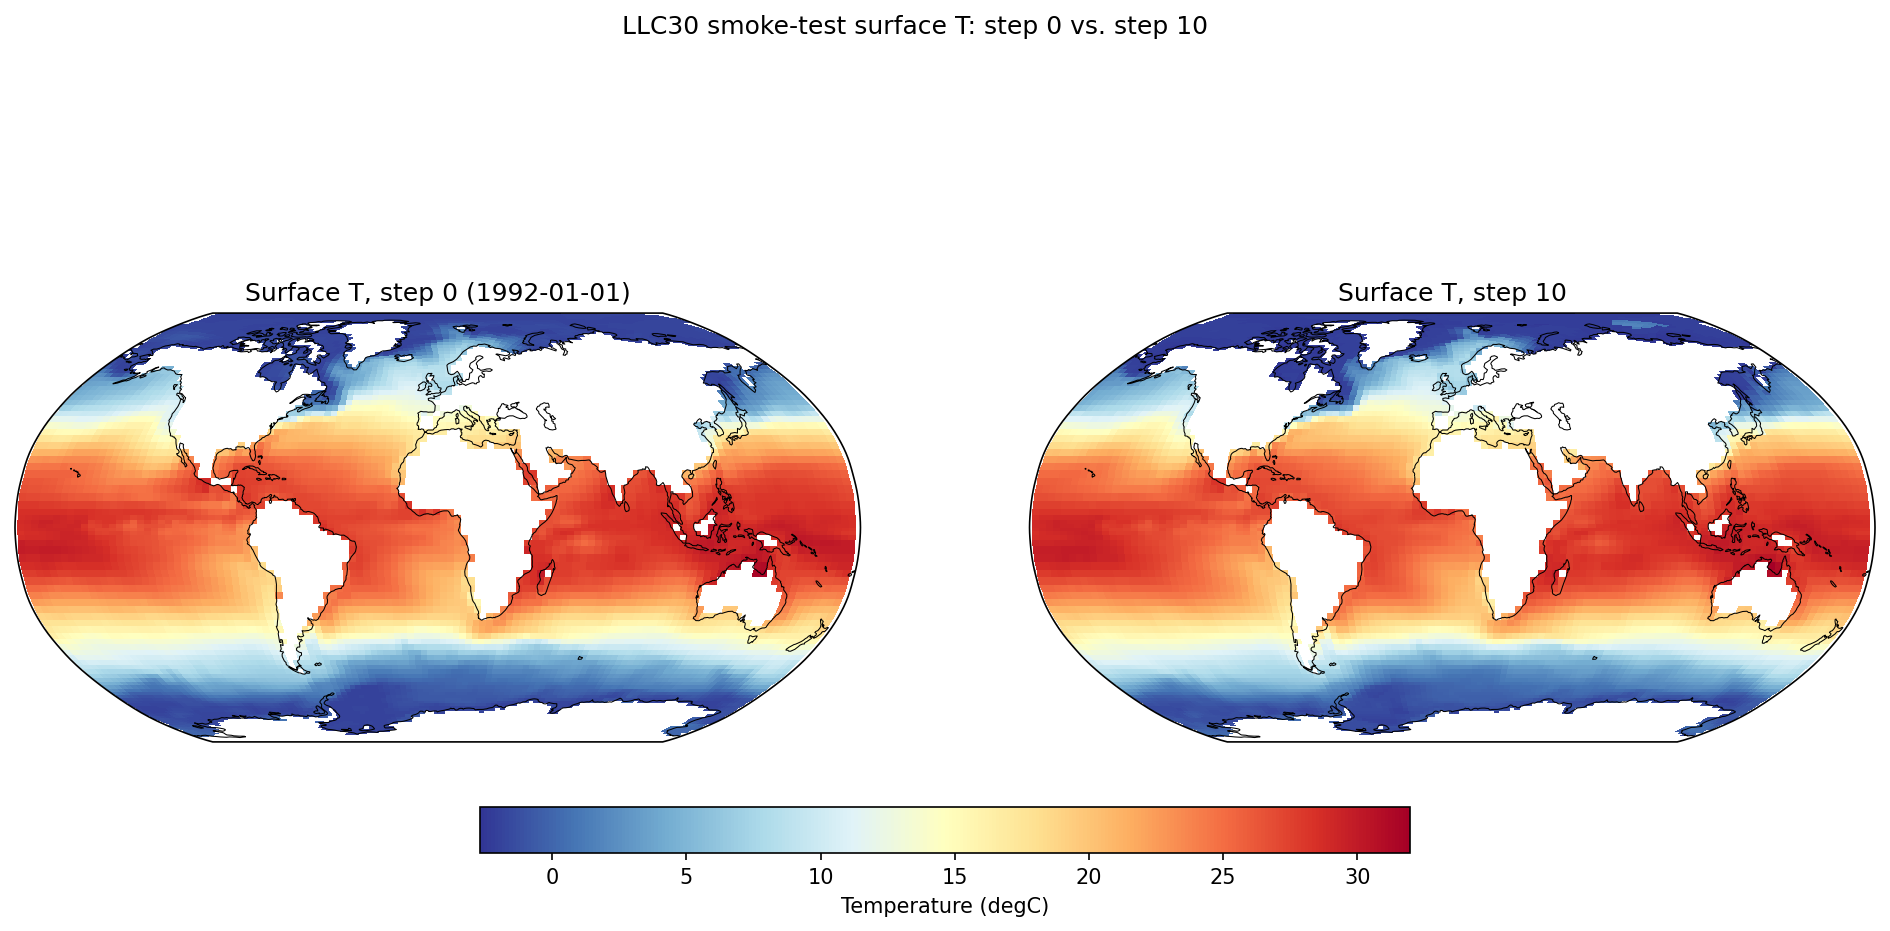 LLC30 smoke-test surface T: step 0 vs. step 10
Surface T, step 0 (1992-01-01)
Surface T, step 10
0 5 10 15 20 25 30
Temperature (degC)